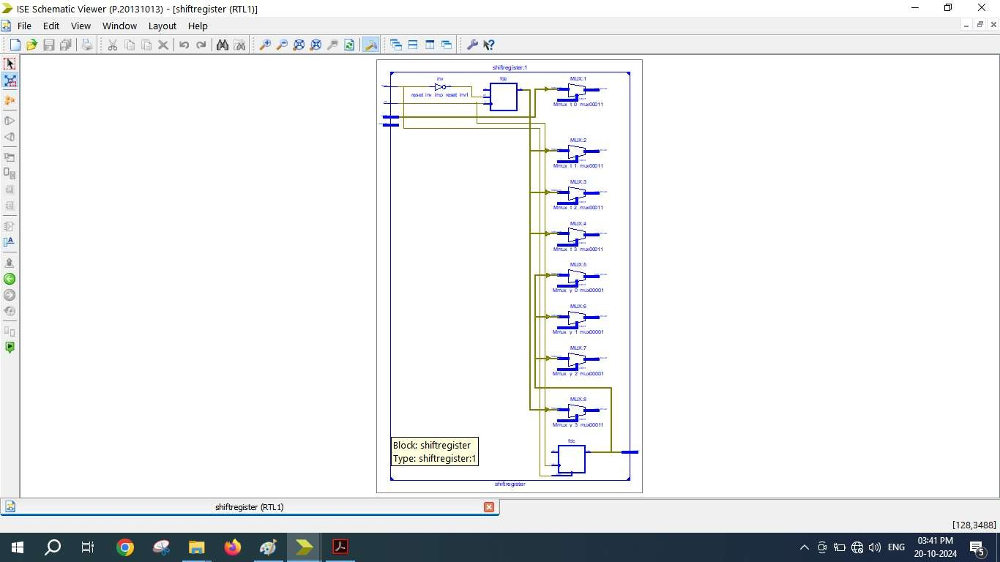 ISE Schematic Viewer (P.20131013) - [shiftregister (RTL1)]
File Edit View Window Layout Help
shiftregister:1
inv
fde
MUX:1
reset_inv_imp_reset_inv1
Mmux_t_0_mux00011
MUX:2
Mmux_t_1_mux00011
MUX:3
Mmux_t_2_mux00011
MUX:4
Mmux_t_3_mux00011
MUX:5
Mmux_y_0_mux00001
MUX:6
Mmux_y_1_mux00001
MUX:7
Mmux_y_2_mux00001
MUX:8
Mmux_y_3_mux00011
fdc
Block: shiftregister
Type: shiftregister:1
shiftregister
shiftregister (RTL1)
[128,3488]
ENG
03:41 PM
20-10-2024
5